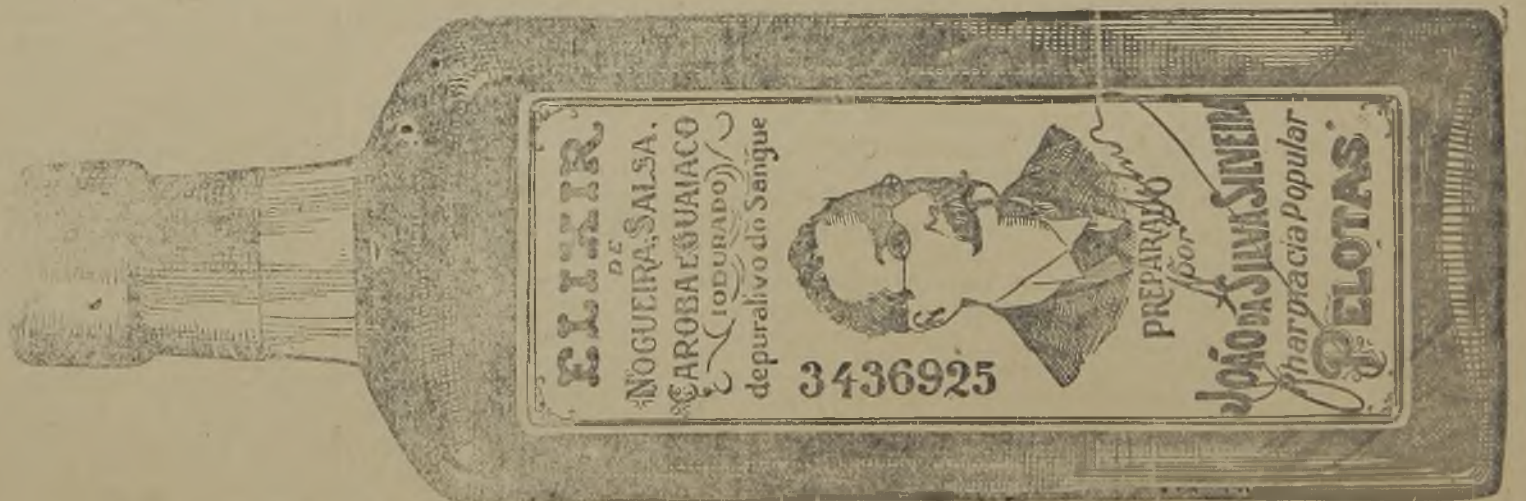 ELIXIR
DE
NOGUEIRA, SALSA,
CAROBA E GUAIACO
(IODURADO)
depurativo do Sangue
3436925
PREPARADO
por
JOÃO DA SILVA SILVEIRA
Pharmacia Popular
PELOTAS